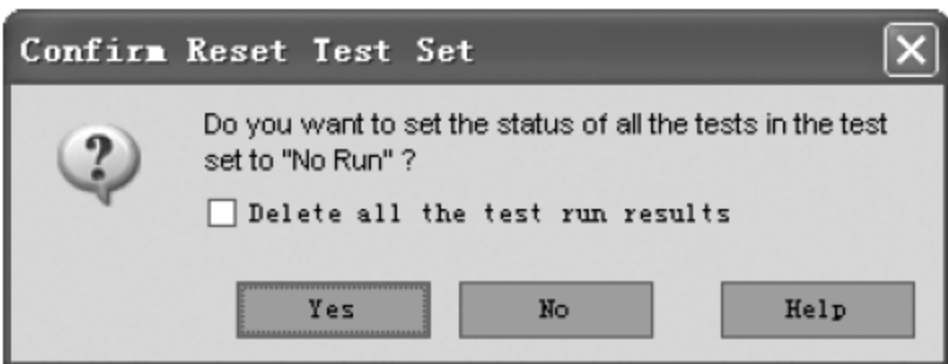 Confirm Reset Test Set
Do you want to set the status of all the tests in the test
set to "No Run" ?
Delete all the test run results
Yes No Help